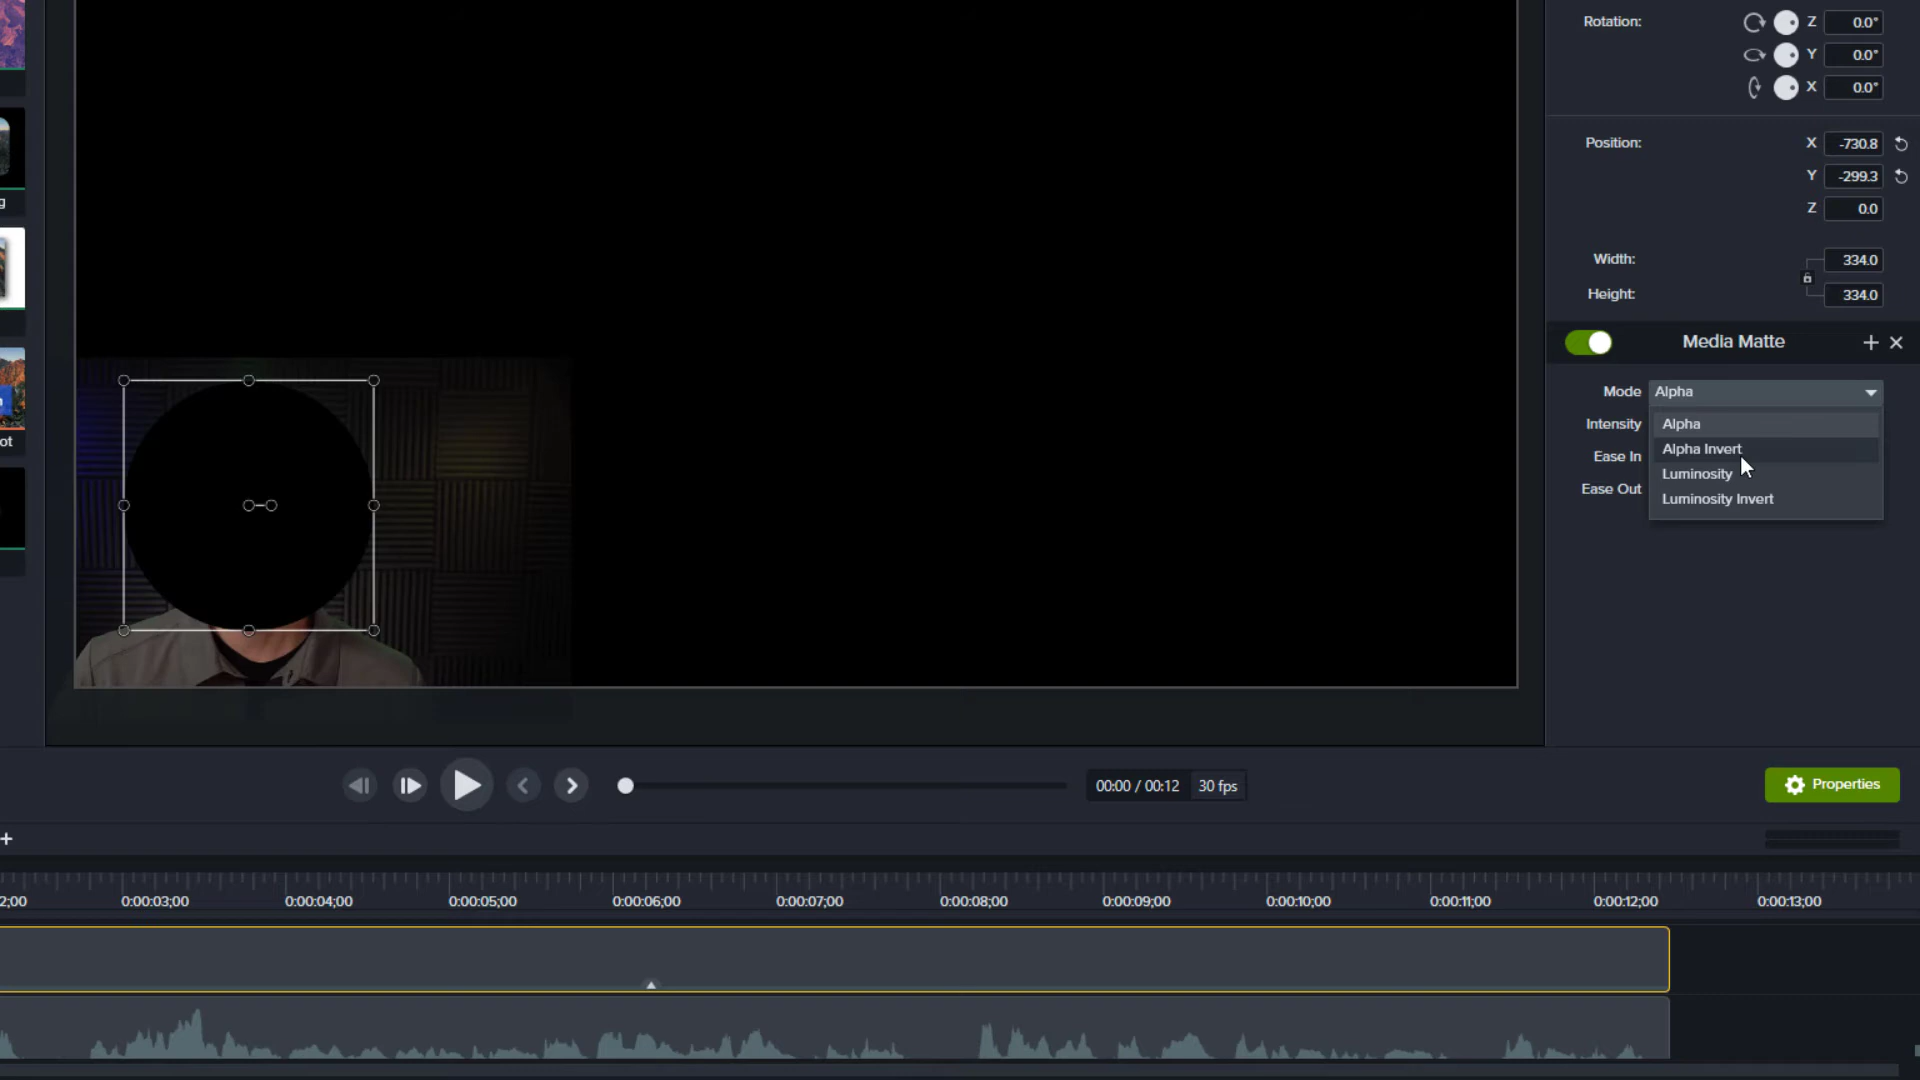 Rotation: Z 0.0°
Y 0.0°
X 0.0°
Position: X -730.8
Y -299.3
Z 0.0
Width: 334.0
Height: 334.0
Media Matte
Mode Alpha
Intensity Alpha
Alpha Invert
Ease In
Luminosity
Ease Out
Luminosity Invert
g
ot
00:00 / 00:12 30 fps
Properties
2;00 0:00:03;00 0:00:04;00 0:00:05;00 0:00:06;00 0:00:07;00 0:00:08;00 0:00:09;00 0:00:10;00 0:00:11;00 0:00:12;00 0:00:13;00